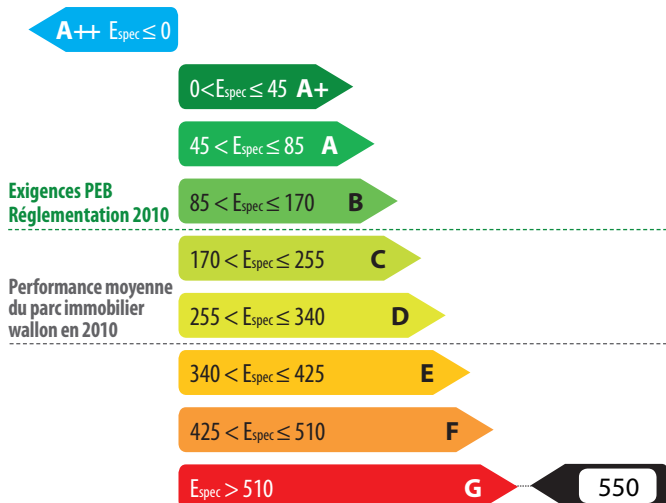 A++ Espec ≤ 0
0<Espec ≤ 45 A+
45 < Espec ≤ 85 A
Exigences PEB
Réglementation 2010
85 < Espec ≤ 170 B
170 < Espec ≤ 255 C
Performance moyenne
du parc immobilier
wallon en 2010
255 < Espec ≤ 340 D
340 < Espec ≤ 425 E
425 < Espec ≤ 510 F
Espec > 510 G
550